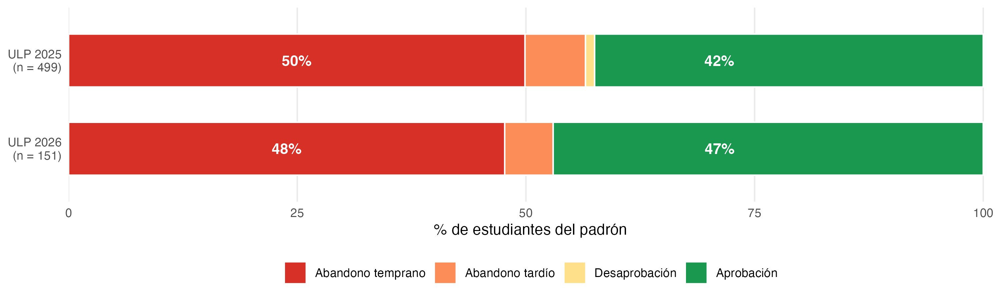 ULP 2025
(n = 499)
50%
42%
ULP 2026
(n = 151)
48%
47%
0 25 50 75 100
% de estudiantes del padrón
Abandono temprano Abandono tardío Desaprobación Aprobación